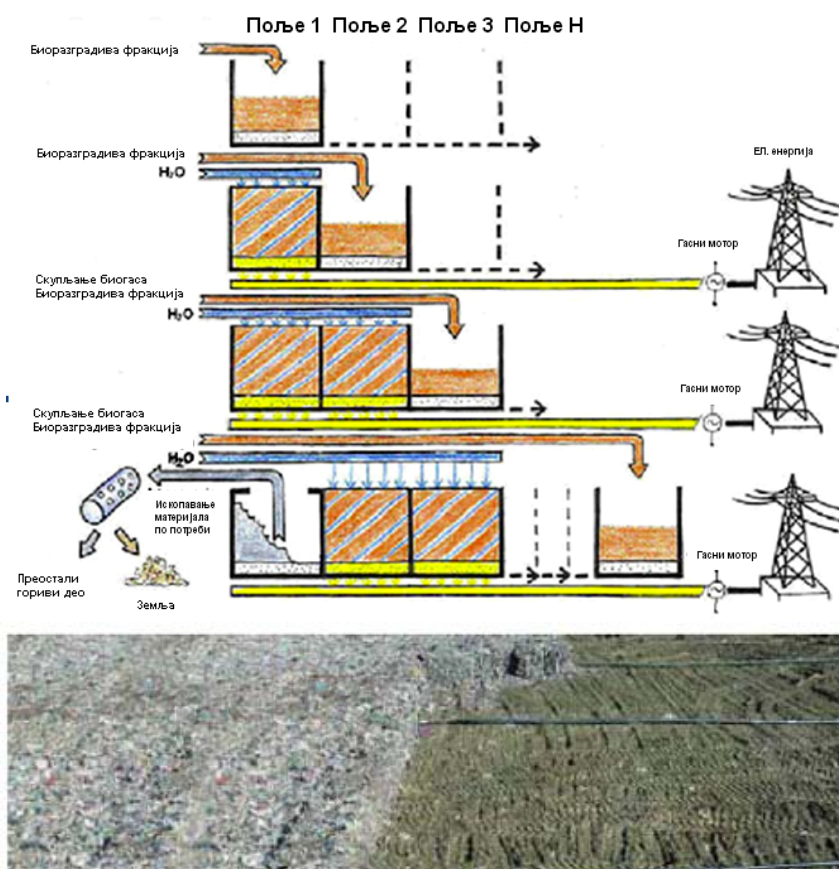 Поље 1 Поље 2 Поље 3 Поље Н
Биоразградива фракција
Биоразградива фракција
H₂O
ЕЛ. енергија
Гасни мотор
Скупљање биогаса
Биоразградива фракција
H₂O
Гасни мотор
Скупљање биогаса
Биоразградива фракција
H₂O
Ископавање
материјала
по потреби
Гасни мотор
Преостали
гориви део
Земља